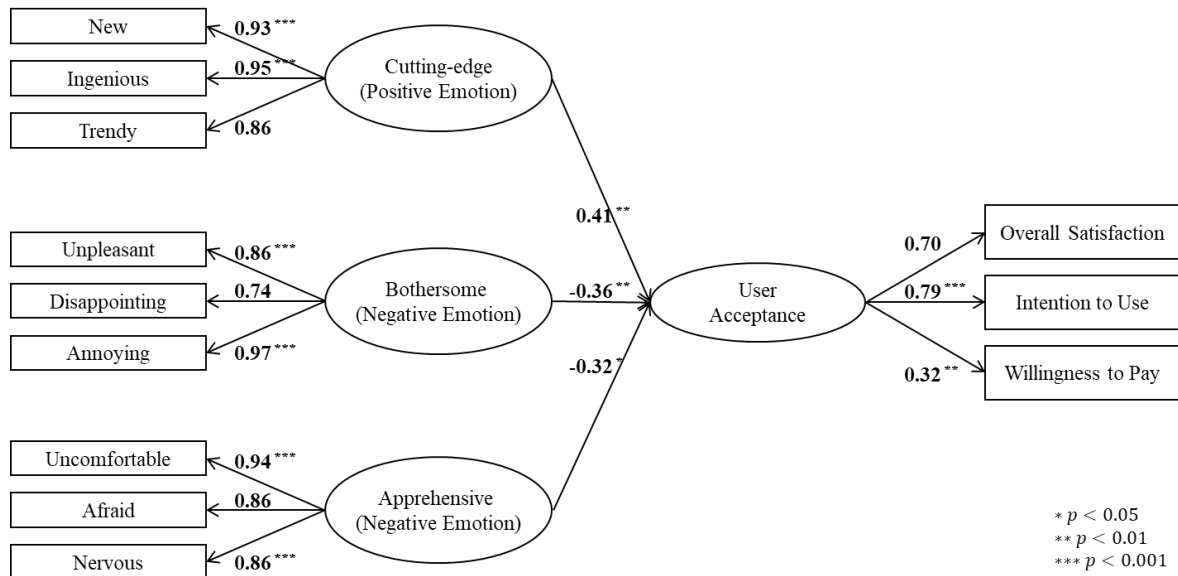 New
0.93 ***
Ingenious
0.95 ***
Trendy
0.86
Cutting-edge
(Positive Emotion)
0.41 **
Unpleasant
0.86 ***
Disappointing
0.74
Annoying
0.97 ***
Bothersome
(Negative Emotion)
-0.36 **
Uncomfortable
0.94 ***
Afraid
0.86
Nervous
0.86 ***
Apprehensive
(Negative Emotion)
-0.32 *
User
Acceptance
0.70
Overall Satisfaction
0.79 ***
Intention to Use
0.32 **
Willingness to Pay
* p < 0.05
** p < 0.01
*** p < 0.001